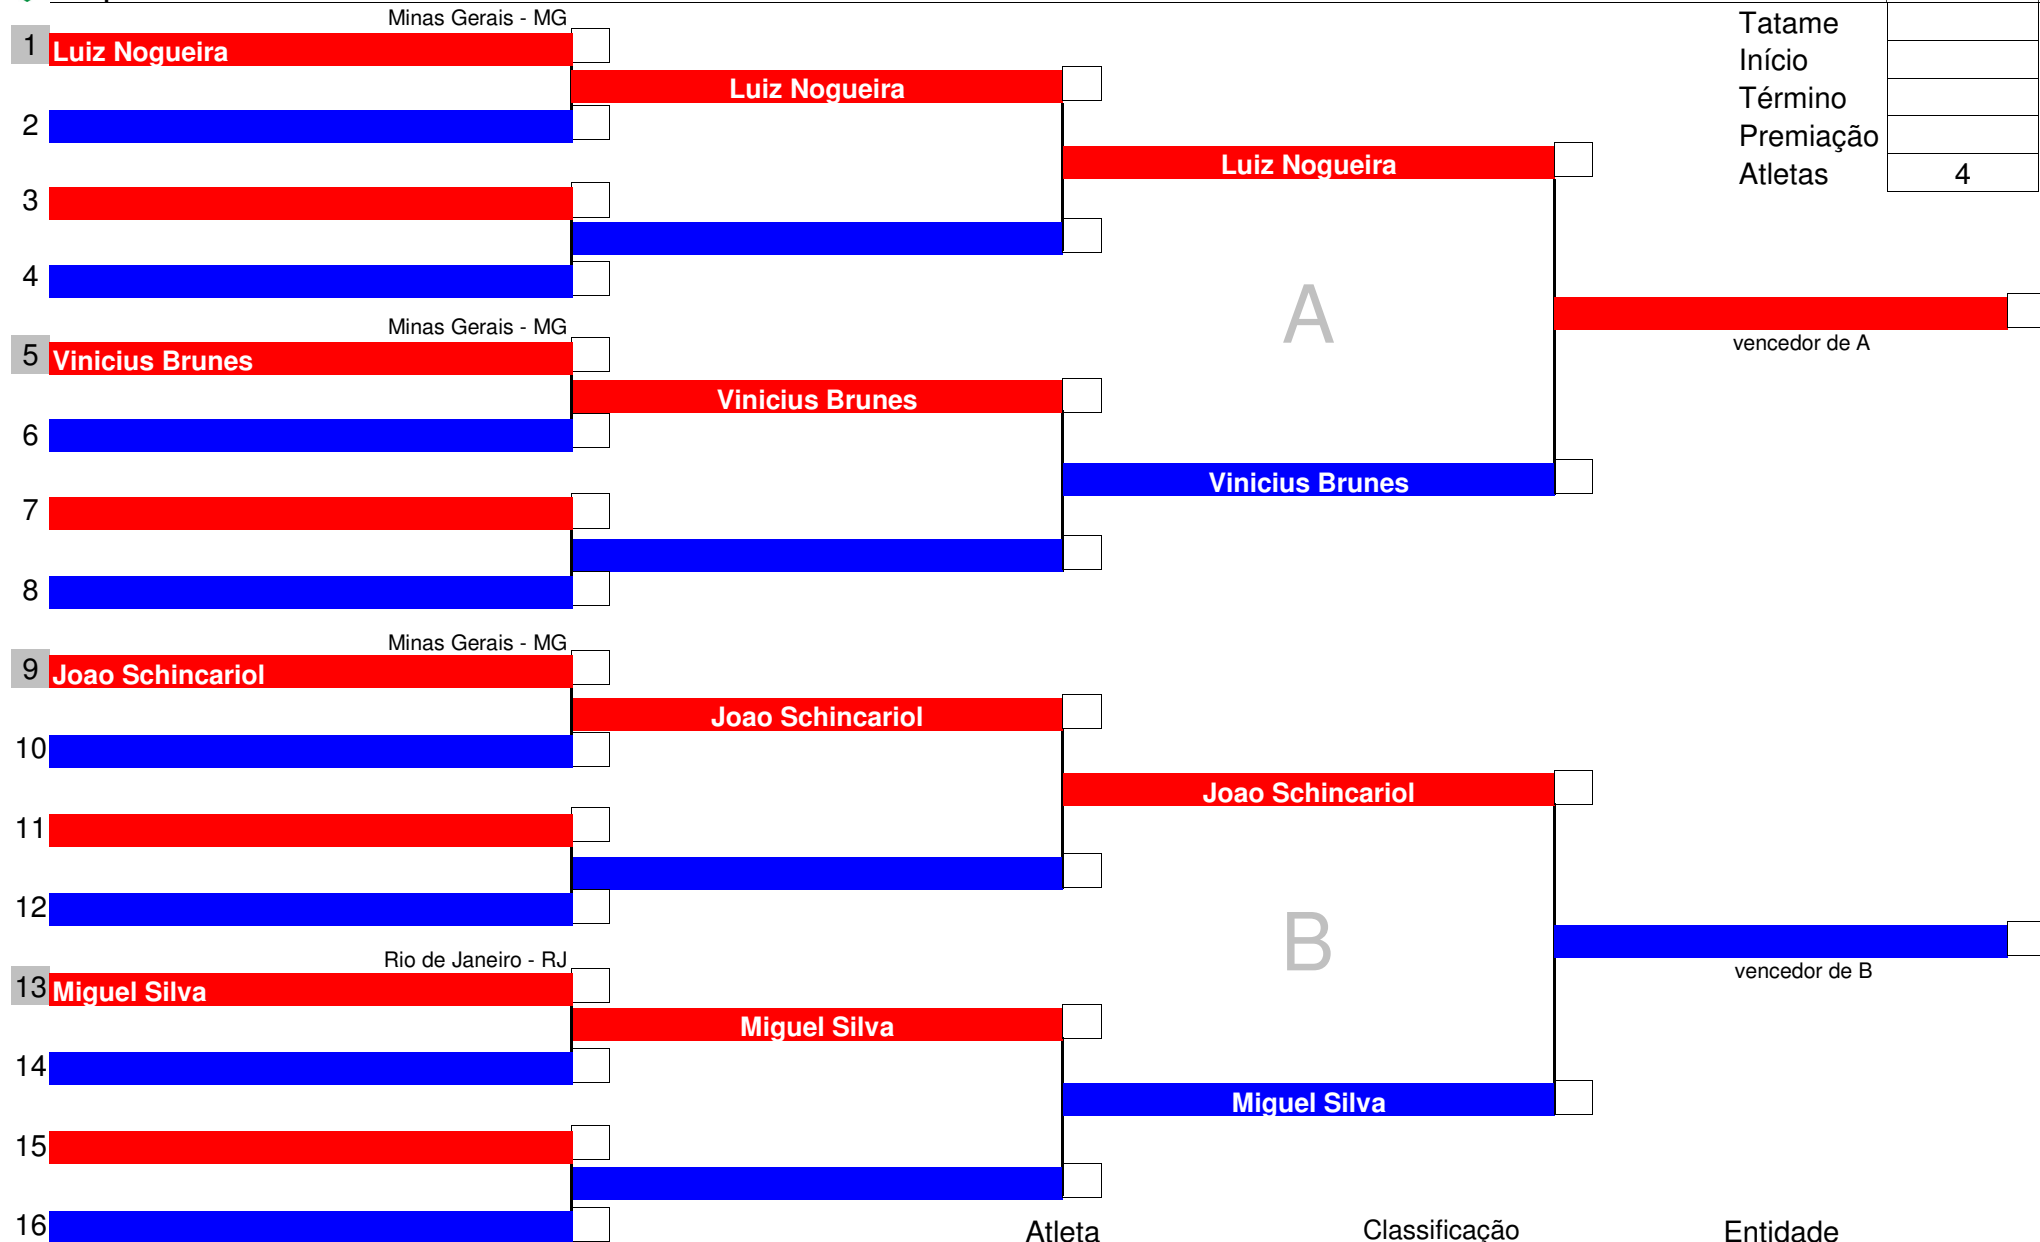 Minas Gerais - MG
1 Luiz Nogueira
Luiz Nogueira
2
Luiz Nogueira
3
4
Minas Gerais - MG
5 Vinicius Brunes
Vinicius Brunes
6
Vinicius Brunes
7
8
A
vencedor de A
Tatame
Início
Término
Premiação
Atletas 4
Minas Gerais - MG
9 Joao Schincariol
Joao Schincariol
10
Joao Schincariol
11
12
Rio de Janeiro - RJ
13 Miguel Silva
Miguel Silva
14
Miguel Silva
15
16
B
vencedor de B
Atleta Classificação Entidade